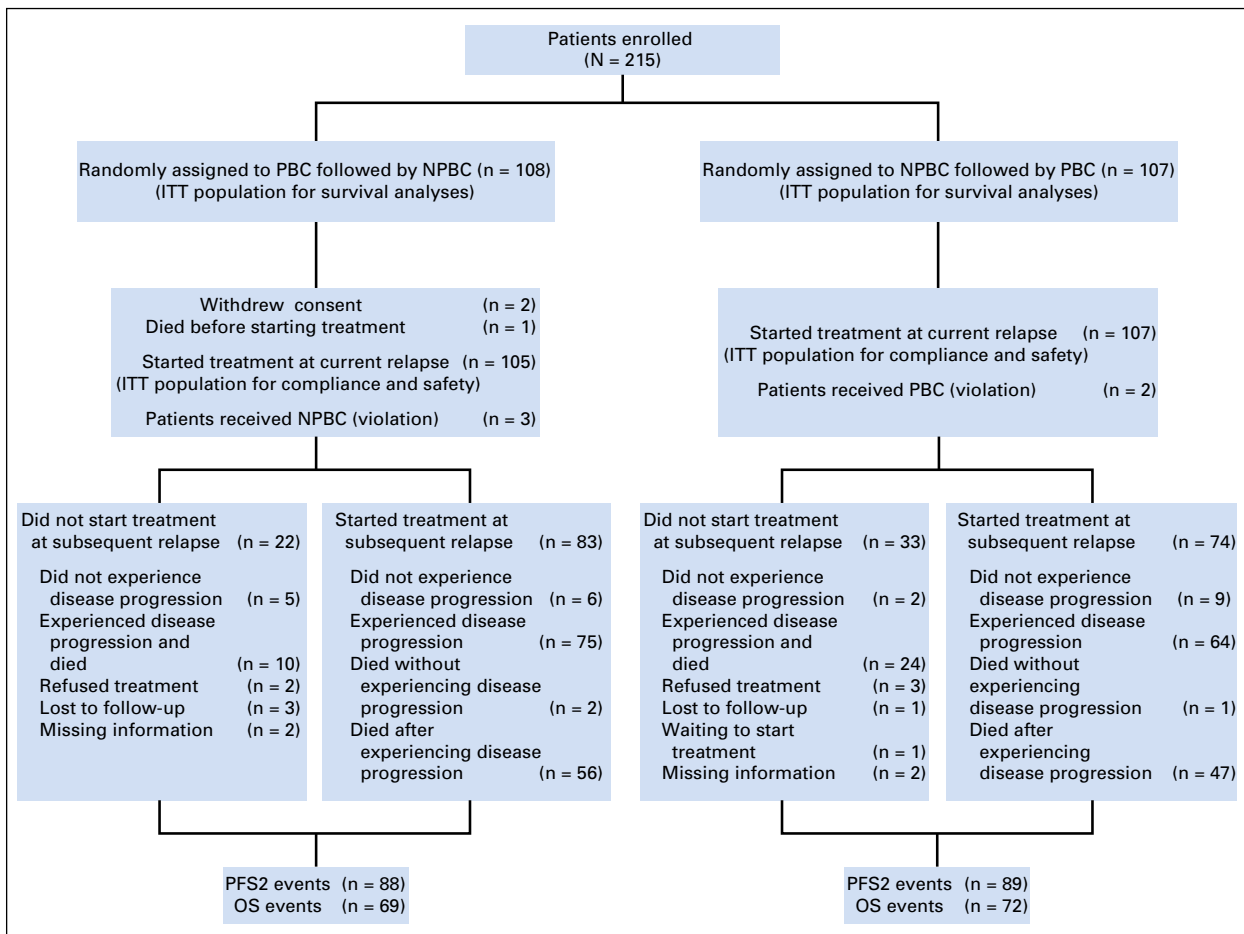 Patients enrolled
(N = 215)
Randomly assigned to PBC followed by NPBC (n = 108)
(ITT population for survival analyses)
Randomly assigned to NPBC followed by PBC (n = 107)
(ITT population for survival analyses)
Withdrew consent (n = 2)
Died before starting treatment (n = 1)
Started treatment at current relapse (n = 105)
(ITT population for compliance and safety)
Patients received NPBC (violation) (n = 3)
Started treatment at current relapse (n = 107)
(ITT population for compliance and safety)
Patients received PBC (violation) (n = 2)
Did not start treatment
at subsequent relapse (n = 22)
Did not experience
disease progression (n = 5)
Experienced disease
progression and
died (n = 10)
Refused treatment (n = 2)
Lost to follow-up (n = 3)
Missing information (n = 2)
Started treatment at
subsequent relapse (n = 83)
Did not experience
disease progression (n = 6)
Experienced disease
progression (n = 75)
Died without
experiencing disease
progression (n = 2)
Died after
experiencing disease
progression (n = 56)
Did not start treatment
at subsequent relapse (n = 33)
Did not experience
disease progression (n = 2)
Experienced disease
progression and
died (n = 24)
Refused treatment (n = 3)
Lost to follow-up (n = 1)
Waiting to start
treatment (n = 1)
Missing information (n = 2)
Started treatment at
subsequent relapse (n = 74)
Did not experience
disease progression (n = 9)
Experienced disease
progression (n = 64)
Died without
experiencing
disease progression (n = 1)
Died after
experiencing
disease progression (n = 47)
PFS2 events (n = 88)
OS events (n = 69)
PFS2 events (n = 89)
OS events (n = 72)